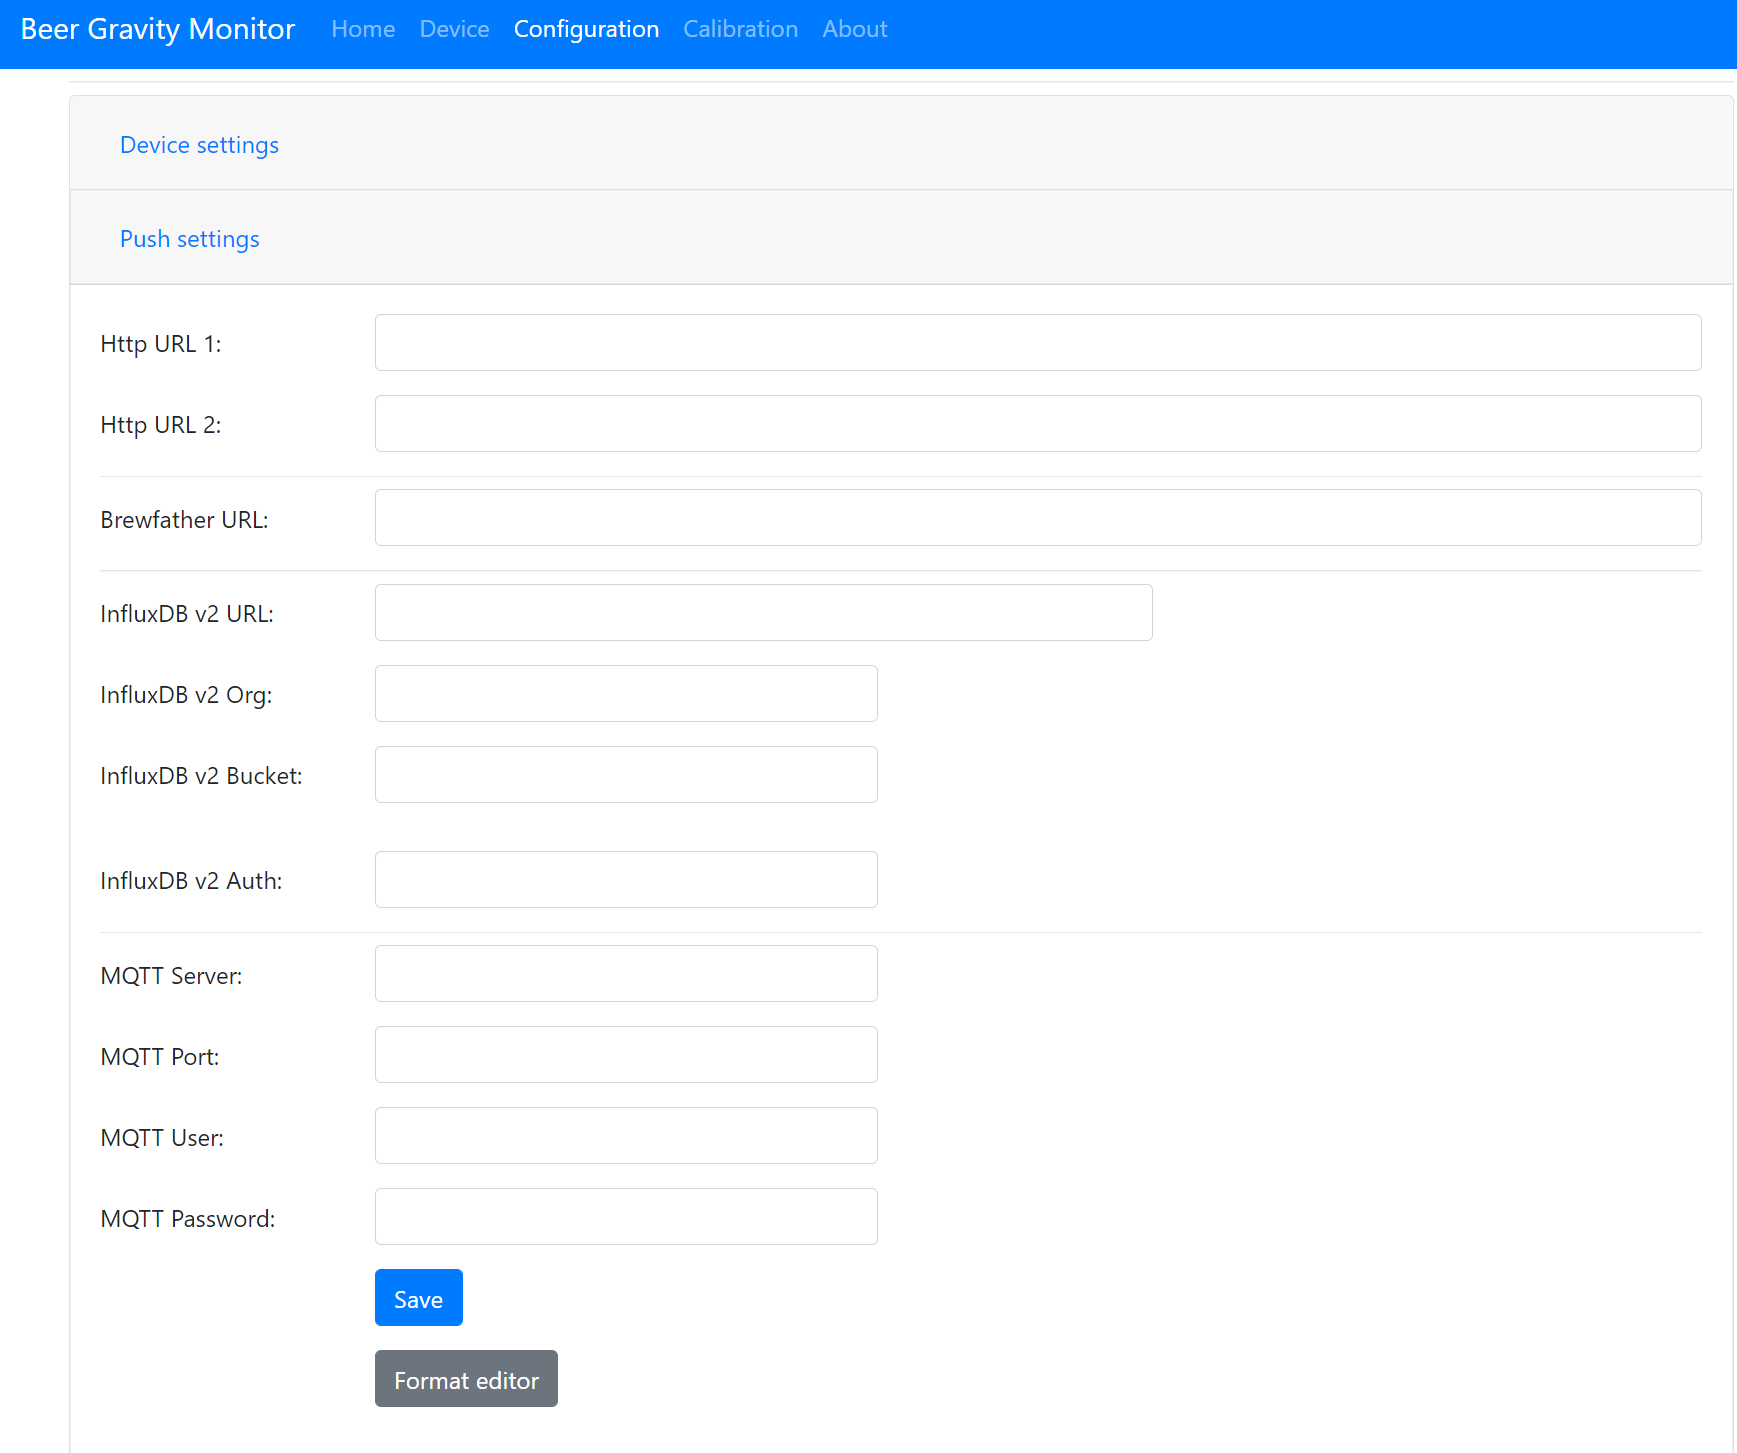 Beer Gravity Monitor Home Device Configuration Calibration About
Device settings
Push settings
Http URL 1:
Http URL 2:
Brewfather URL:
InfluxDB v2 URL:
InfluxDB v2 Org:
InfluxDB v2 Bucket:
InfluxDB v2 Auth:
MQTT Server:
MQTT Port:
MQTT User:
MQTT Password:
Save
Format editor